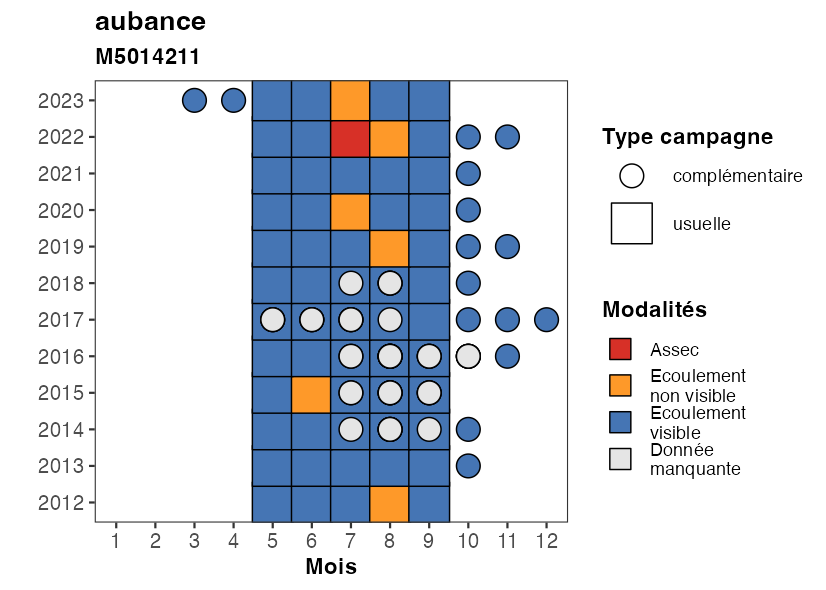 aubance
M5014211
2023
2022
2021
2020
2019
2018
2017
2016
2015
2014
2013
2012
1 2 3 4 5 6 7 8 9 10 11 12
Mois
Type campagne
complémentaire
usuelle
Modalités
Assec
Ecoulement
non visible
Ecoulement
visible
Donnée
manquante